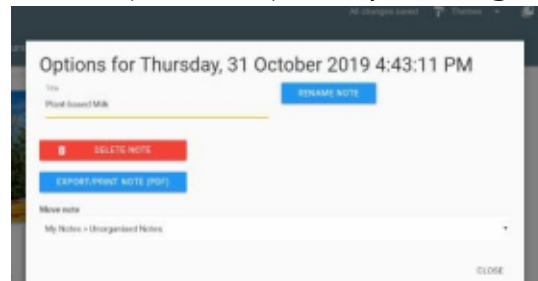 All changes saved Themes
Options for Thursday, 31 October 2019 4:43:11 PM
Title
Plant-based Milk
RENAME NOTE
DELETE NOTE
EXPORT/PRINT NOTE (PDF)
Move note
My Notes > Unorganised Notes
CLOSE